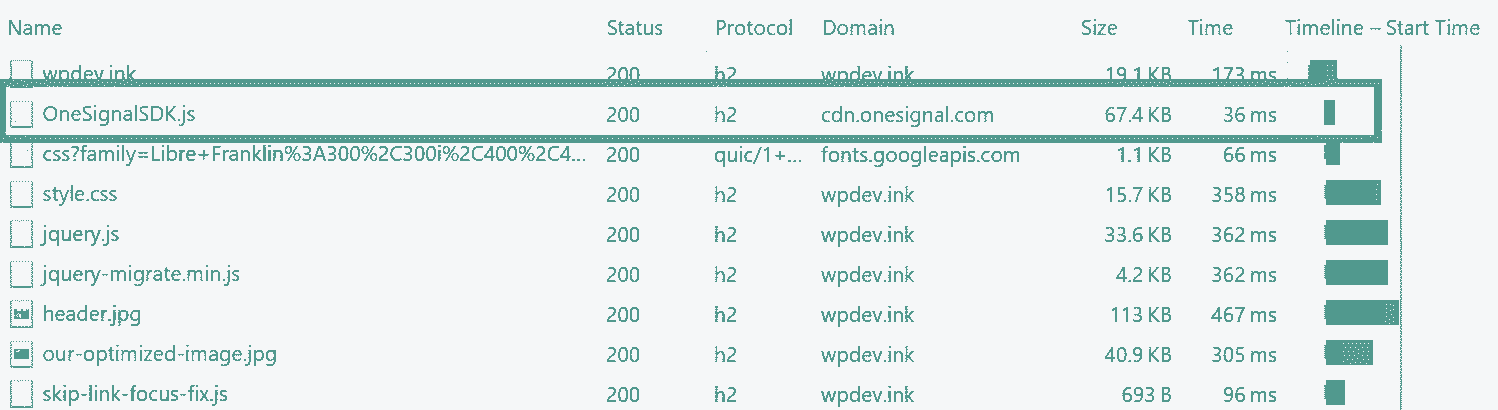 Name Status Protocol Domain Size Time Timeline – Start Time
wpdev.ink 200 h2 wpdev.ink 19.1 KB 173 ms
OneSignalSDK.js 200 h2 cdn.onesignal.com 67.4 KB 36 ms
css?family=Libre+Franklin%3A300%2C300i%2C400%2C4... 200 quic/1+... fonts.googleapis.com 1.1 KB 66 ms
style.css 200 h2 wpdev.ink 15.7 KB 358 ms
jquery.js 200 h2 wpdev.ink 33.6 KB 362 ms
jquery-migrate.min.js 200 h2 wpdev.ink 4.2 KB 362 ms
header.jpg 200 h2 wpdev.ink 113 KB 467 ms
our-optimized-image.jpg 200 h2 wpdev.ink 40.9 KB 305 ms
skip-link-focus-fix.js 200 h2 wpdev.ink 693 B 96 ms